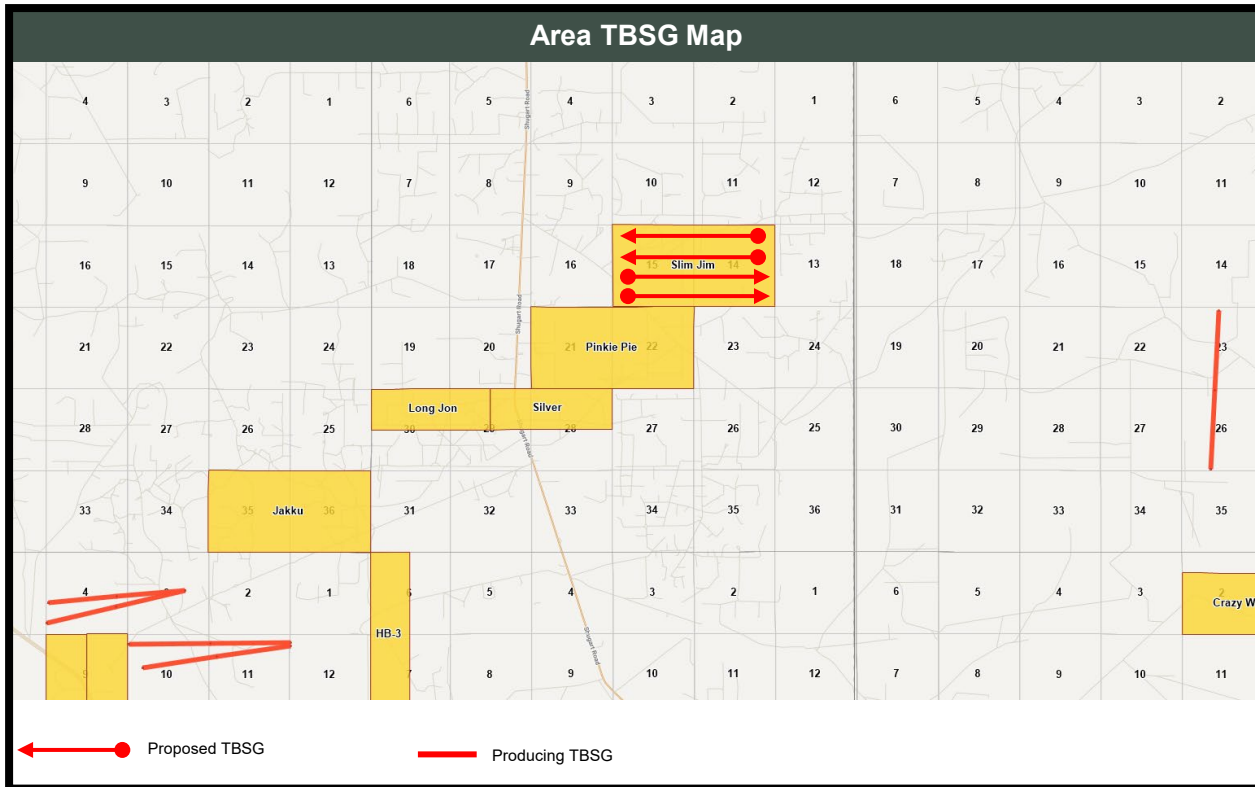 Area TBSG Map
4 3 2 1 6 5 4 3 2 1 6 5 4 3 2
Shugart Road
9 10 11 12 7 8 9 10 11 12 7 8 9 10 11
16 15 14 13 18 17 16 15 Slim Jim 14 13 18 17 16 15 14
Shugart Road
21 22 23 24 19 20 21 Pinkie Pie 22 23 24 19 20 21 22 23
Long Jon Silver
28 27 26 25 30 29 28 27 26 25 30 29 28 27 26
Shugart Road
33 34 35 Jakku 36 31 32 33 34 35 36 31 32 33 34 35
4 2 1 6 5 4 3 2 1 6 5 4 3 2
Crazy W
HB-3
Shugart Road
9 10 11 12 7 8 9 10 11 12 7 8 9 10 11
Proposed TBSG
Producing TBSG